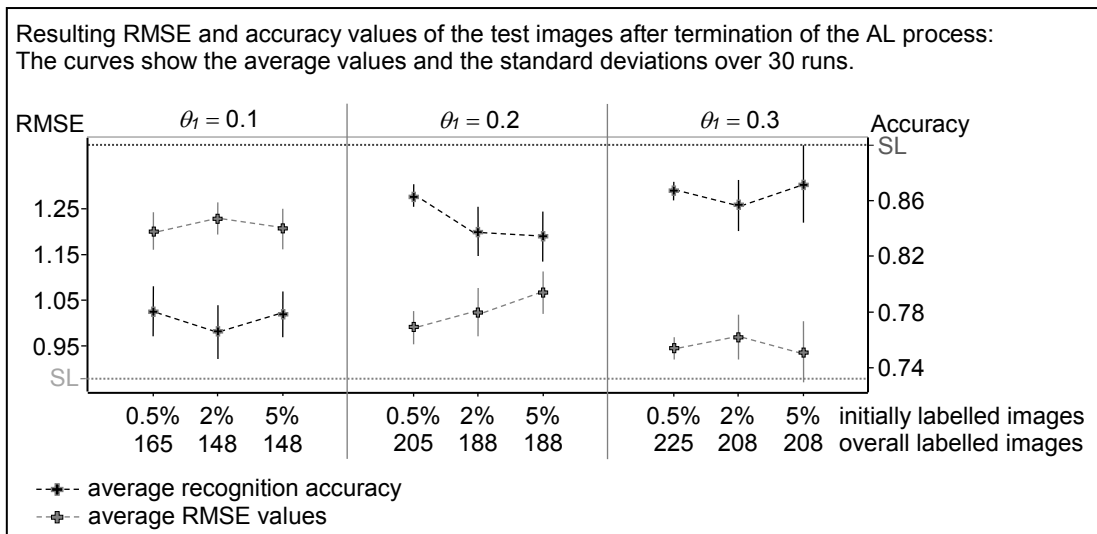 Resulting RMSE and accuracy values of the test images after termination of the AL process:
The curves show the average values and the standard deviations over 30 runs.
RMSE θ1 = 0.1 θ1 = 0.2 θ1 = 0.3 Accuracy
SL
1.25 0.86
1.15 0.82
1.05 0.78
0.95 0.74
SL
0.5% 2% 5% 0.5% 2% 5% 0.5% 2% 5% initially labelled images
165 148 148 205 188 188 225 208 208 overall labelled images
average recognition accuracy
average RMSE values